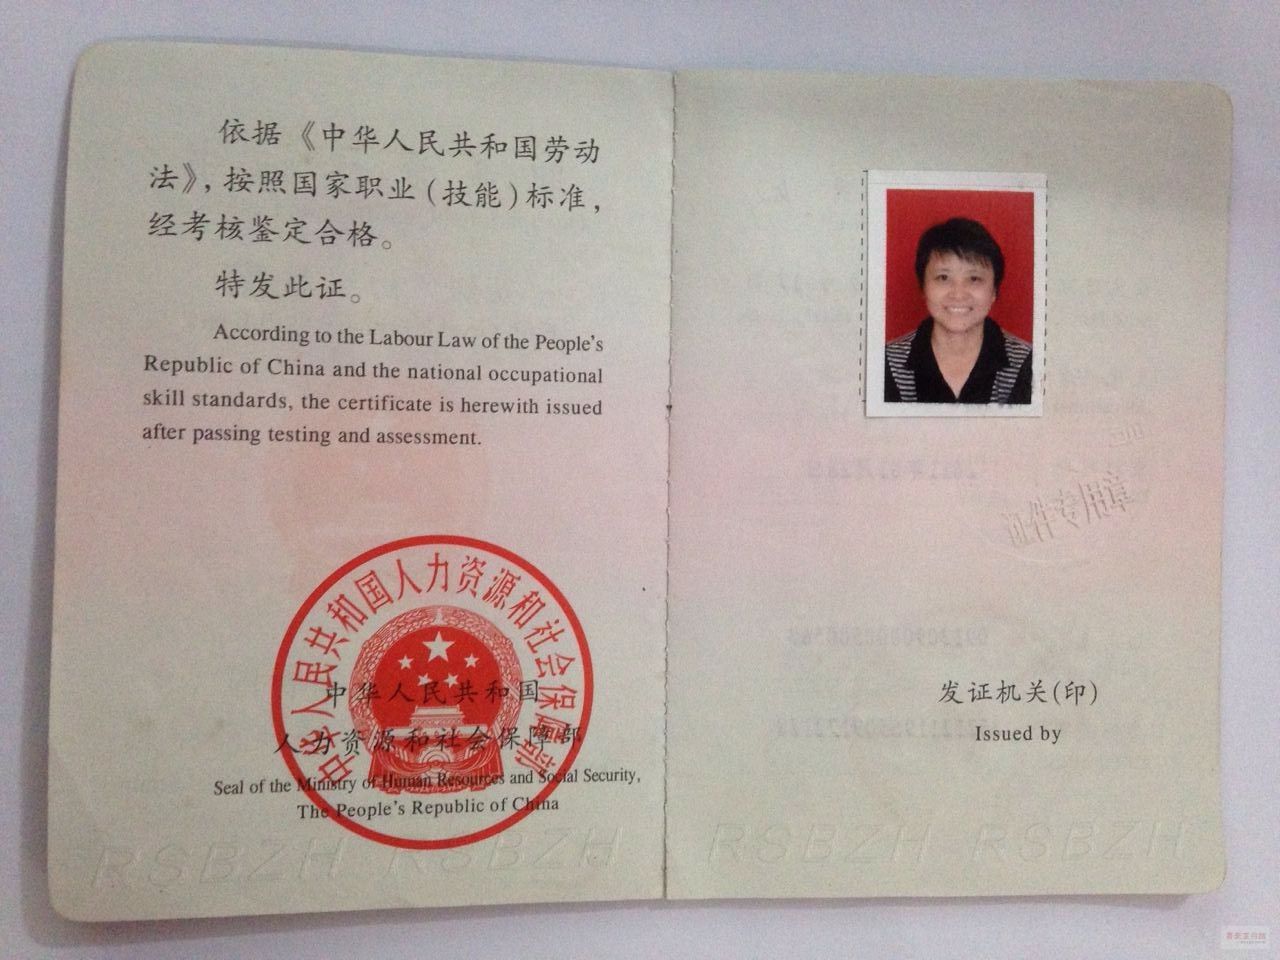 依据《中华人民共和国劳动
法》，按照国家职业（技能）标准，
经考核鉴定合格。
特发此证。
According to the Labour Law of the People's
Republic of China and the national occupational
skill standards, the certificate is herewith issued
after passing testing and assessment.
中华人民共和国人力资源和社会保障部
中华人民共和国
人力资源和社会保障部
Seal of the Ministry of Human Resources and Social Security,
The People's Republic of China
RSBZH RSBZH
证件专用章
发证机关(印)
Issued by
RSBZH RSBZH